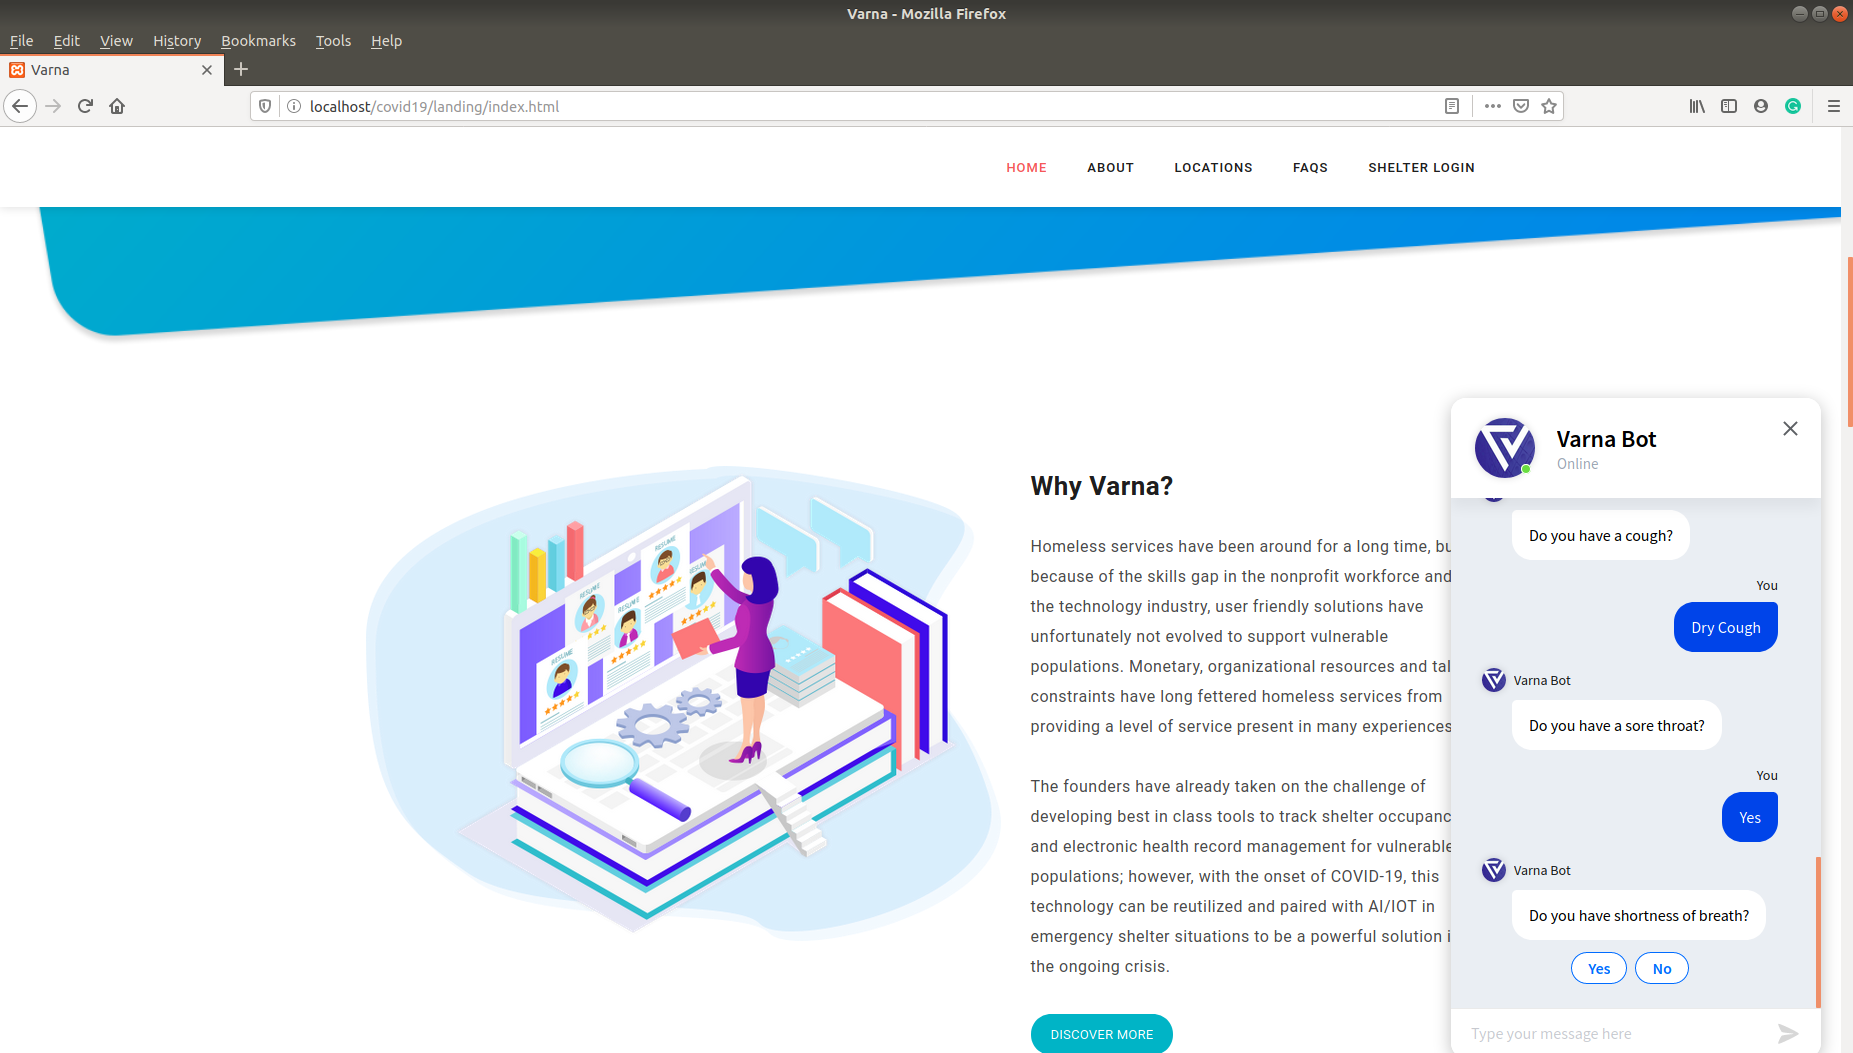 Varna - Mozilla Firefox
File Edit View History Bookmarks Tools Help
Varna
localhost/covid19/landing/index.html
HOME ABOUT LOCATIONS FAQS SHELTER LOGIN
Why Varna?
Homeless services have been around for a long time, bu
because of the skills gap in the nonprofit workforce and
the technology industry, user friendly solutions have
unfortunately not evolved to support vulnerable
populations. Monetary, organizational resources and tal
constraints have long fettered homeless services from
providing a level of service present in many experiences
The founders have already taken on the challenge of
developing best in class tools to track shelter occupanc
and electronic health record management for vulnerable
populations; however, with the onset of COVID-19, this
technology can be reutilized and paired with AI/IOT in
emergency shelter situations to be a powerful solution i
the ongoing crisis.
DISCOVER MORE
RESUME
RESUME
RESUME
RESUME
RESUME
Varna Bot
Online
Do you have a cough?
You
Dry Cough
Varna Bot
Do you have a sore throat?
You
Yes
Varna Bot
Do you have shortness of breath?
Yes No
Type your message here